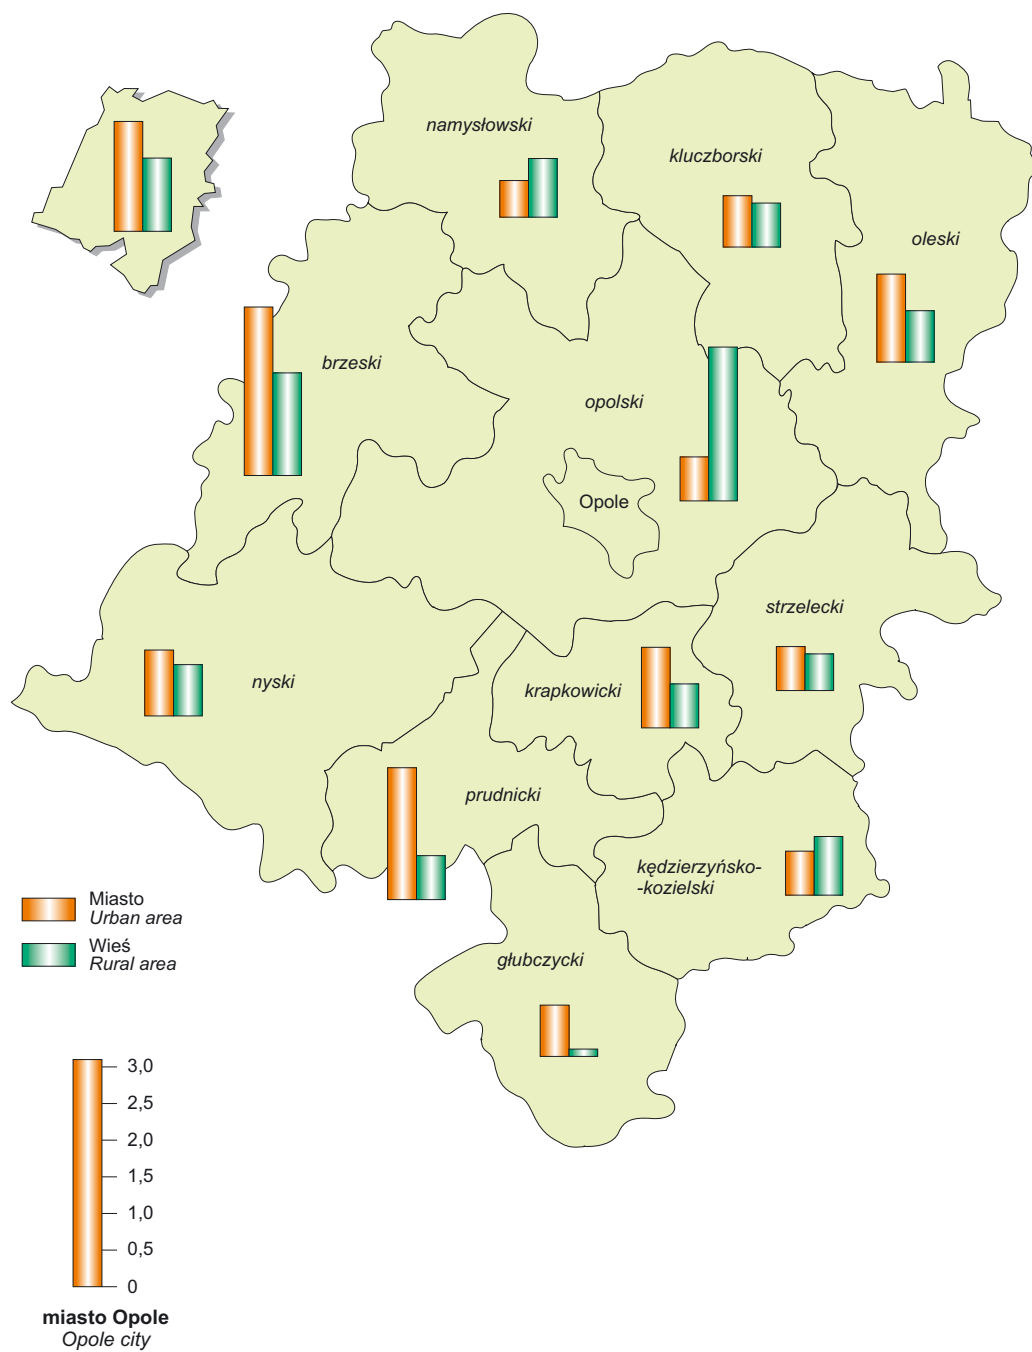 namysłowski
kluczborski
oleski
brzeski
opolski
Opole
strzelecki
nyski
krapkowicki
prudnicki
kędzierzyńsko-
-kozielski
Miasto
Urban area
Wieś
Rural area
głubczycki
3,0
2,5
2,0
1,5
1,0
0,5
0
miasto Opole
Opole city